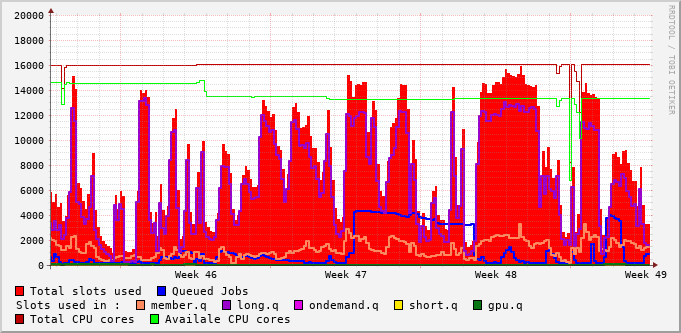 20000
18000
16000
14000
12000
10000
8000
6000
4000
2000
0
Week 46 Week 47 Week 48 Week 49
Total slots used Queued Jobs
Slots used in : member.q long.q ondemand.q short.q gpu.q
Total CPU cores Availale CPU cores
RRDTOOL / TOBI OETIKER